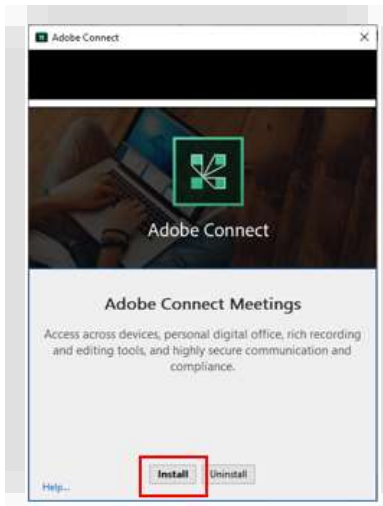 Adobe Connect
Adobe Connect
Adobe Connect Meetings
Access across devices, personal digital office, rich recording
and editing tools, and highly secure communication and
compliance.
Install Uninstall
Help...